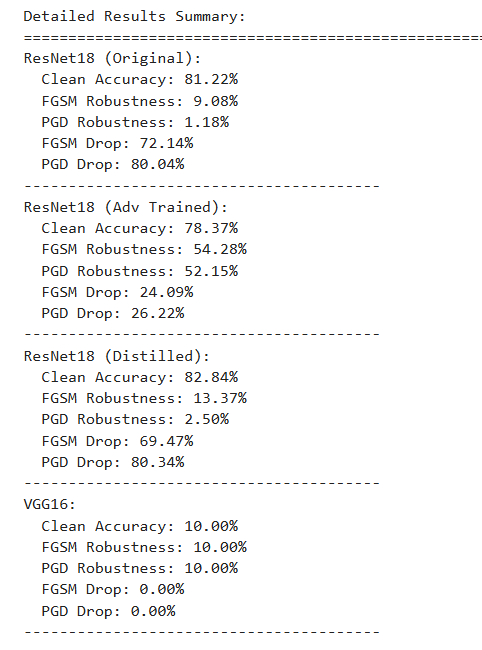 Detailed Results Summary:
===================================================
ResNet18 (Original):
  Clean Accuracy: 81.22%
  FGSM Robustness: 9.08%
  PGD Robustness: 1.18%
  FGSM Drop: 72.14%
  PGD Drop: 80.04%
----------------------------------------
ResNet18 (Adv Trained):
  Clean Accuracy: 78.37%
  FGSM Robustness: 54.28%
  PGD Robustness: 52.15%
  FGSM Drop: 24.09%
  PGD Drop: 26.22%
----------------------------------------
ResNet18 (Distilled):
  Clean Accuracy: 82.84%
  FGSM Robustness: 13.37%
  PGD Robustness: 2.50%
  FGSM Drop: 69.47%
  PGD Drop: 80.34%
----------------------------------------
VGG16:
  Clean Accuracy: 10.00%
  FGSM Robustness: 10.00%
  PGD Robustness: 10.00%
  FGSM Drop: 0.00%
  PGD Drop: 0.00%
----------------------------------------